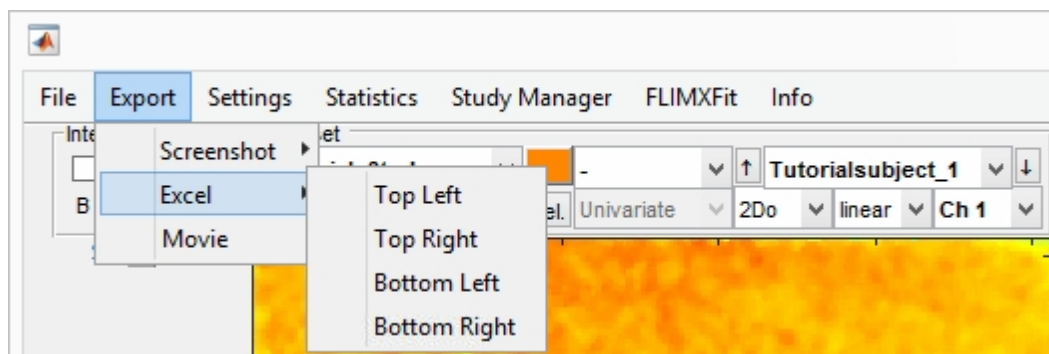 File Export Settings Statistics Study Manager FLIMXFit Info
Screenshot
Tutorialsubject_1
Excel
Top Left
B
Univariate 2Do linear Ch 1
Movie
Top Right
Bottom Left
Bottom Right